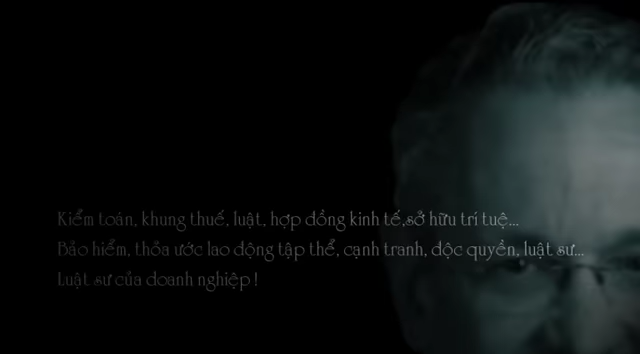 Kiểm toán, khung thuế, luật, hợp đồng kinh tế,sở hữu trí tuệ...
Bảo hiểm, thỏa ước lao động tập thể, cạnh tranh, độc quyền, luật sư...
Luật sư của doanh nghiệp !